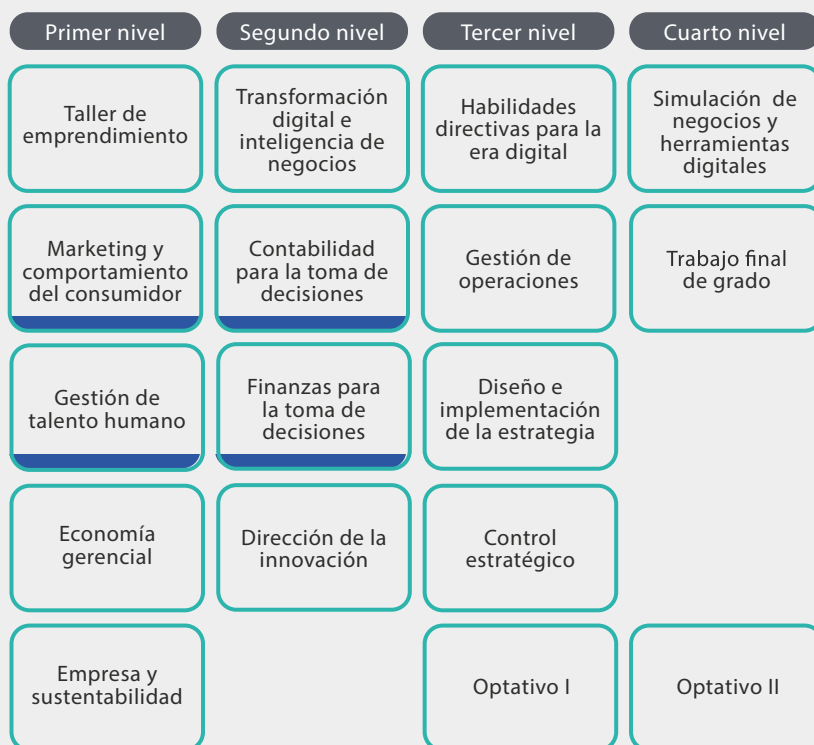 Primer nivel
Segundo nivel
Tercer nivel
Cuarto nivel
Taller de
emprendimiento
Transformación
digital e
inteligencia de
negocios
Habilidades
directivas para la
era digital
Simulación de
negocios y
herramientas
digitales
Marketing y
comportamiento
del consumidor
Contabilidad
para la toma de
decisiones
Gestión de
operaciones
Trabajo final
de grado
Gestión de
talento humano
Finanzas para
la toma de
decisiones
Diseño e
implementación
de la estrategia
Economía
gerencial
Dirección de la
innovación
Control
estratégico
Empresa y
sustentabilidad
Optativo I
Optativo II